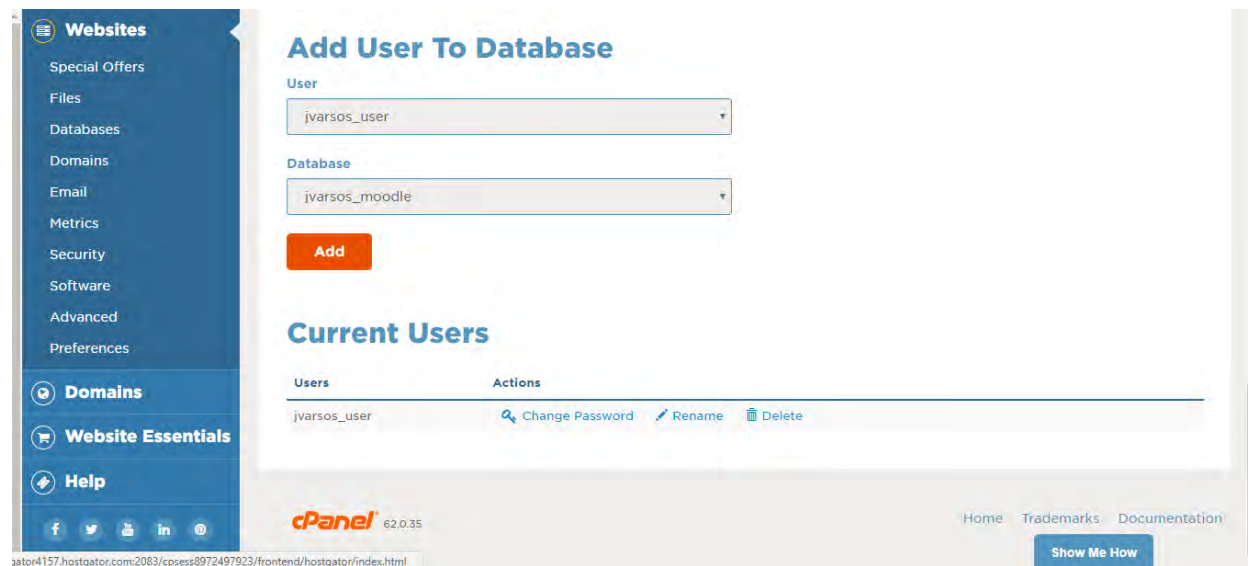 Websites
Special Offers
Files
Databases
Domains
Email
Metrics
Security
Software
Advanced
Preferences
Domains
Website Essentials
Help
Add User To Database
User
jvarsos_user
Database
jvarsos_moodle
Add
Current Users
Users Actions
jvarsos_user Change Password Rename Delete
cPanel 62.0.35
Home Trademarks Documentation
Show Me How
gator4157.hostgator.com:2083/cpsess8972497923/frontend/hostgator/index.html